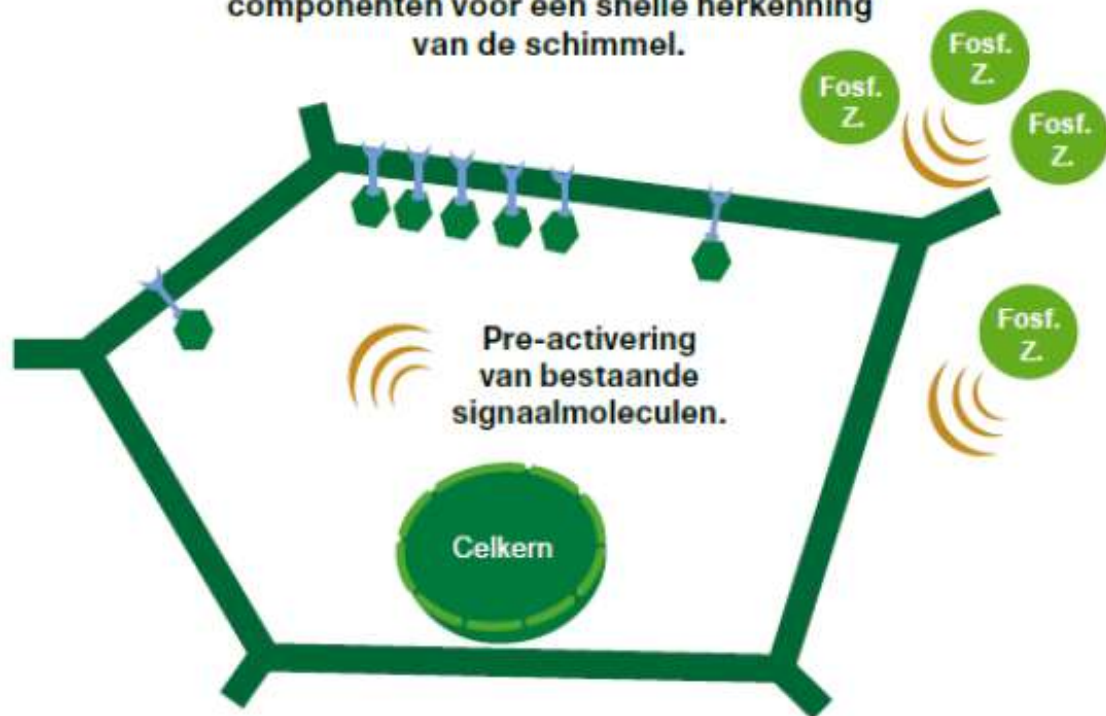 componenten voor een snelle herkenning
van de schimmel.
Fosf.
Z.
Fosf.
Z.
Fosf.
Z.
Fosf.
Z.
Pre-activering
van bestaande
signaalmoleculen.
Celkern